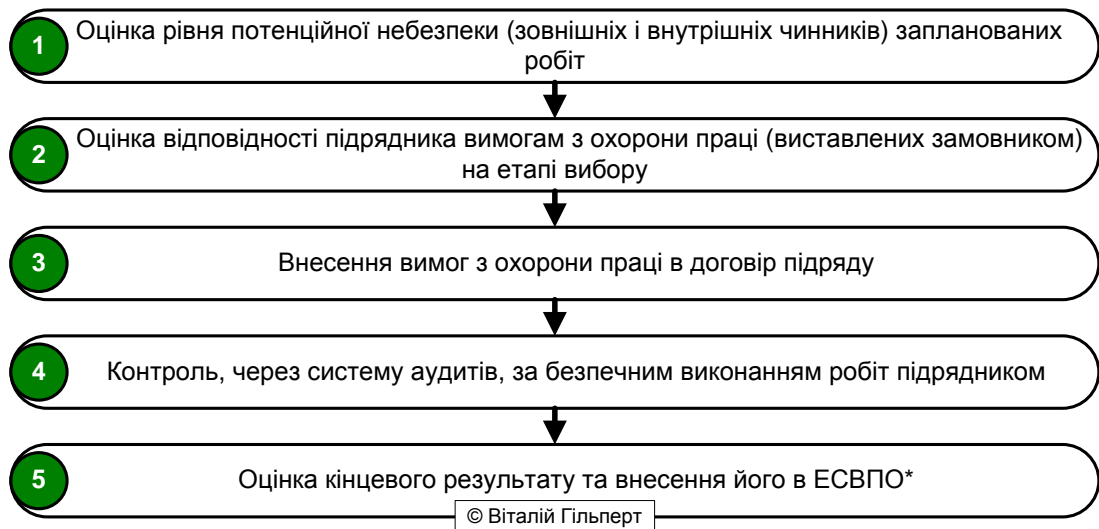 1
Оцінка рівня потенційної небезпеки (зовнішніх і внутрішніх чинників) запланованих
робіт
2
Оцінка відповідності підрядника вимогам з охорони праці (виставлених замовником)
на етапі вибору
3
Внесення вимог з охорони праці в договір підряду
4
Контроль, через систему аудитів, за безпечним виконанням робіт підрядником
5
Оцінка кінцевого результату та внесення його в ЕСВПО*
© Віталій Гільперт